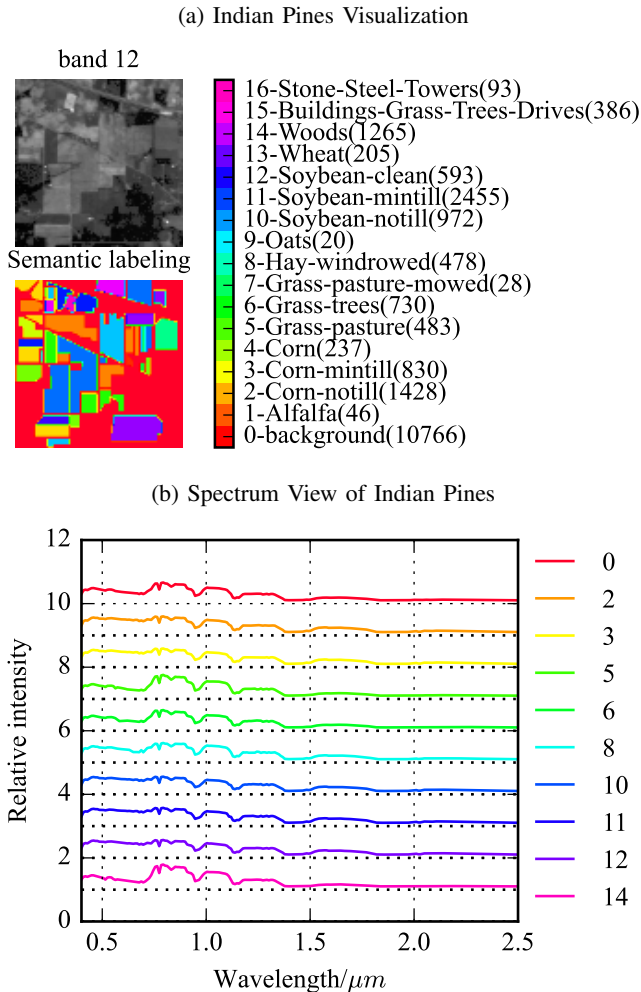 (a) Indian Pines Visualization
band 12
Semantic labeling
16-Stone-Steel-Towers(93)
15-Buildings-Grass-Trees-Drives(386)
14-Woods(1265)
13-Wheat(205)
12-Soybean-clean(593)
11-Soybean-mintill(2455)
10-Soybean-notill(972)
9-Oats(20)
8-Hay-windrowed(478)
7-Grass-pasture-mowed(28)
6-Grass-trees(730)
5-Grass-pasture(483)
4-Corn(237)
3-Corn-mintill(830)
2-Corn-notill(1428)
1-Alfalfa(46)
0-background(10766)
(b) Spectrum View of Indian Pines
Relative intensity
12
10
8
6
4
2
0
0.5
1.0
1.5
2.0
2.5
Wavelength/μm
0
2
3
5
6
8
10
11
12
14